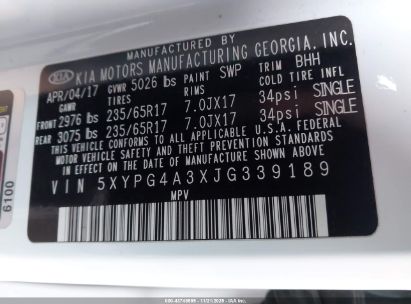 MANUFACTURED BY
KIA KIA MOTORS MANUFACTURING GEORGIA, INC.
APR/04/17 GVWR 5026 lbs PAINT SWP TRIM BHH
GAWR TIRES RIMS COLD TIRE INFL
FRONT 2976 lbs 235/65R17 7.0JX17 34psi SINGLE
REAR 3075 lbs 235/65R17 7.0JX17 34psi SINGLE
THIS VEHICLE CONFORMS TO ALL APPLICABLE U.S. FEDERAL
MOTOR VEHICLE SAFETY STANDARDS
IN EFFECT ON THE DATE OF MANUFACTURE SHOWN ABOVE.
VIN 5XYPG4A3XJG339189
MPV
6100